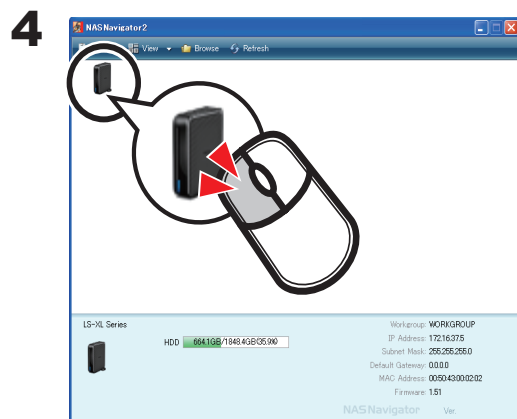 4
NAS Navigator2
View Browse Refresh
LS-XL Series
HDD 664.1GB/1848.4GB(35.9%)
Workgroup: WORKGROUP
IP Address: 172.16.37.5
Subnet Mask: 255.255.255.0
Default Gateway: 0.0.0.0
MAC Address: 00:50:43:00:02:02
Firmware: 1.51
NAS Navigator Ver.